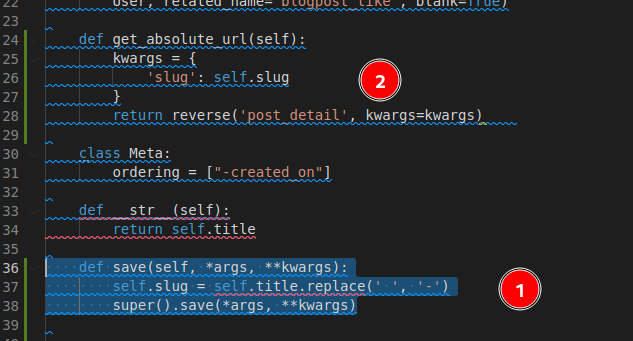 22 User, related_name='blogpost_like', blank=True)
23
24 def get_absolute_url(self):
25 kwargs = {
26 'slug': self.slug
27 }
28 return reverse('post_detail', kwargs=kwargs)
29
30 class Meta:
31 ordering = ["-created_on"]
32
33 def __str__(self):
34 return self.title
35
36 def save(self, *args, **kwargs):
37 self.slug = self.title.replace(' ', '-')
38 super().save(*args, **kwargs)
39
2
1